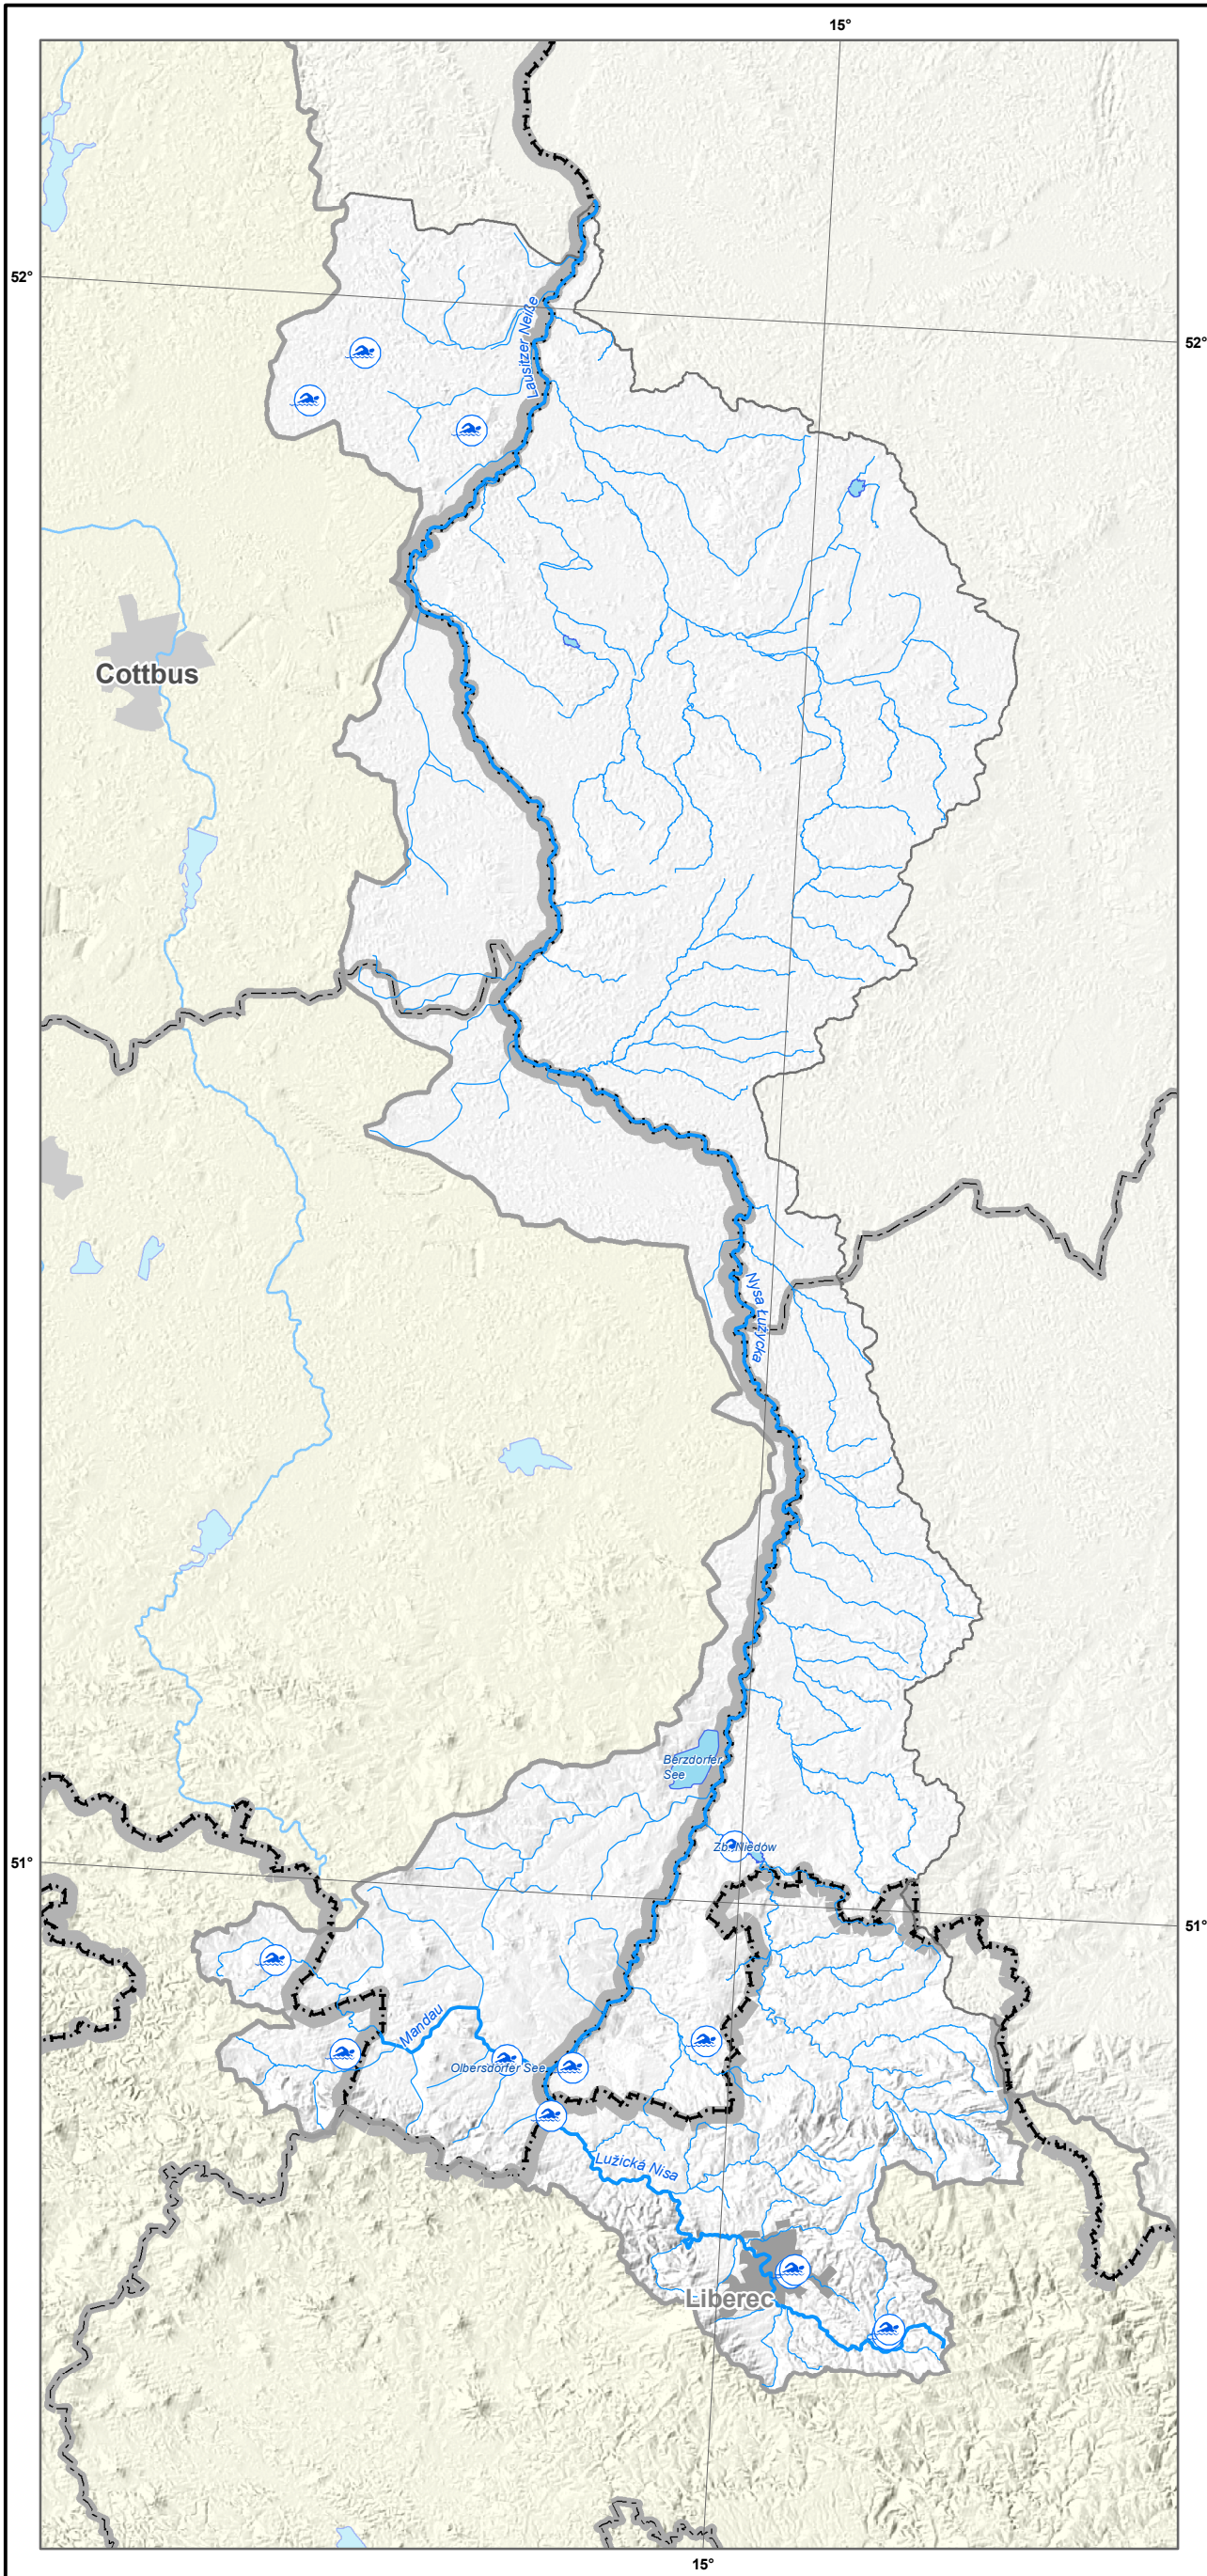 15°
52°
Lausitzer Neiße
52°
Cottbus
Nysa Łużycka
Berzdorfer
See
Zb. Niedów
51°
51°
Mandau
Olbersdorfer See
Lužická Nisa
Liberec
15°